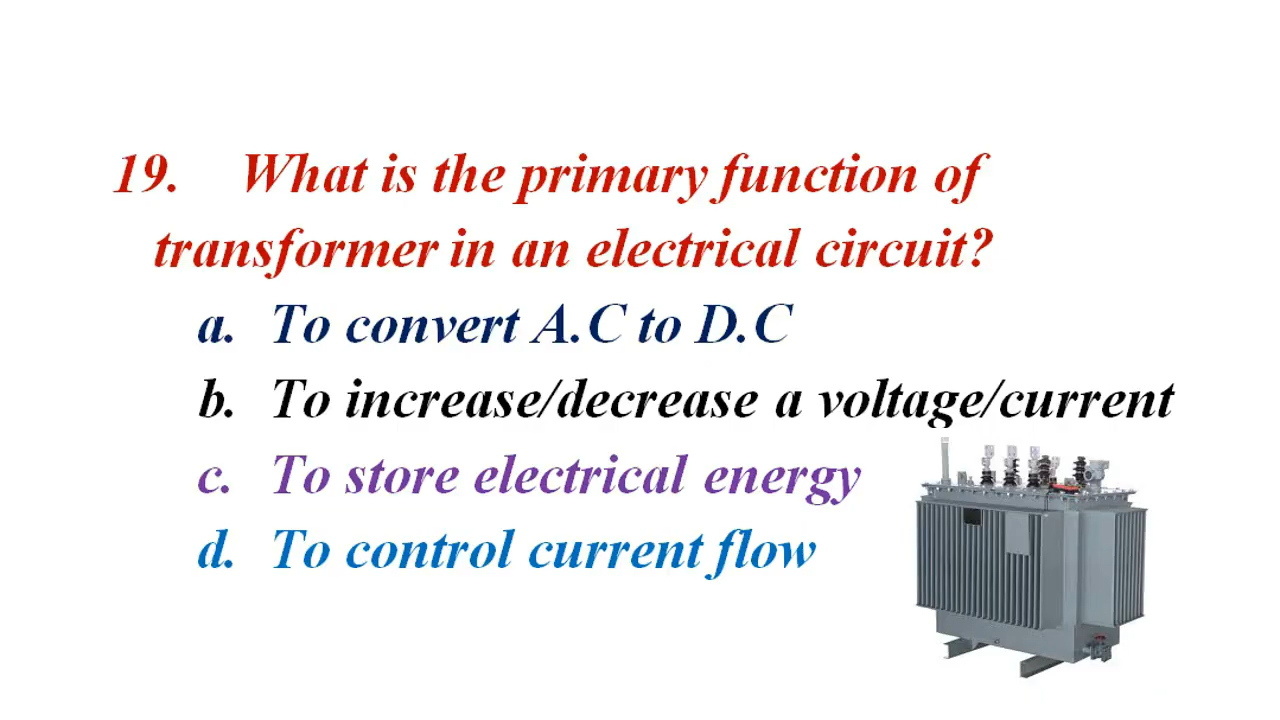 19. What is the primary function of
transformer in an electrical circuit?
a. To convert A.C to D.C
b. To increase/decrease a voltage/current
c. To store electrical energy
d. To control current flow